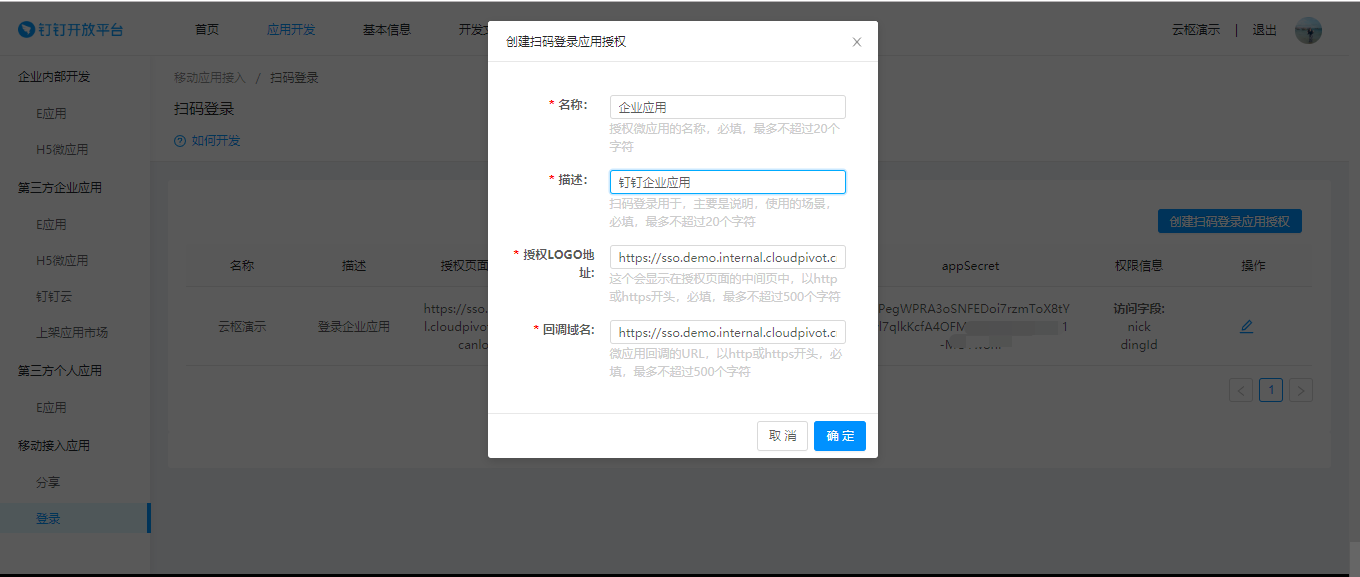 钉钉开放平台
首页
应用开发
基本信息
开发文
云枢演示
退出
企业内部开发
E应用
H5微应用
第三方企业应用
E应用
H5微应用
钉钉云
上架应用市场
第三方个人应用
E应用
移动接入应用
分享
登录
移动应用接入 / 扫码登录
扫码登录
如何开发
创建扫码登录应用授权
名称
描述
授权页面
appSecret
权限信息
操作
云枢演示
登录企业应用
https://sso.
l.cloudpivot
canlo
PegWPRA3oSNFEDoi7rzmToX8tY
l7qlkKcfA4OFM
访问字段:
nick
dingId
< 1 >
创建扫码登录应用授权
* 名称:
企业应用
授权微应用的名称，必填，最多不超过20个
字符
* 描述:
钉钉企业应用
扫码登录用于，主要是说明，使用的场景，
必填，最多不超过20个字符
* 授权LOGO地
址:
https://sso.demo.internal.cloudpivot.c
这个会显示在授权页面的中间页中，以http
或https开头，必填，最多不超过500个字符
* 回调域名:
https://sso.demo.internal.cloudpivot.c
微应用回调的URL，以http或https开头，必
填，最多不超过500个字符
取 消
确 定